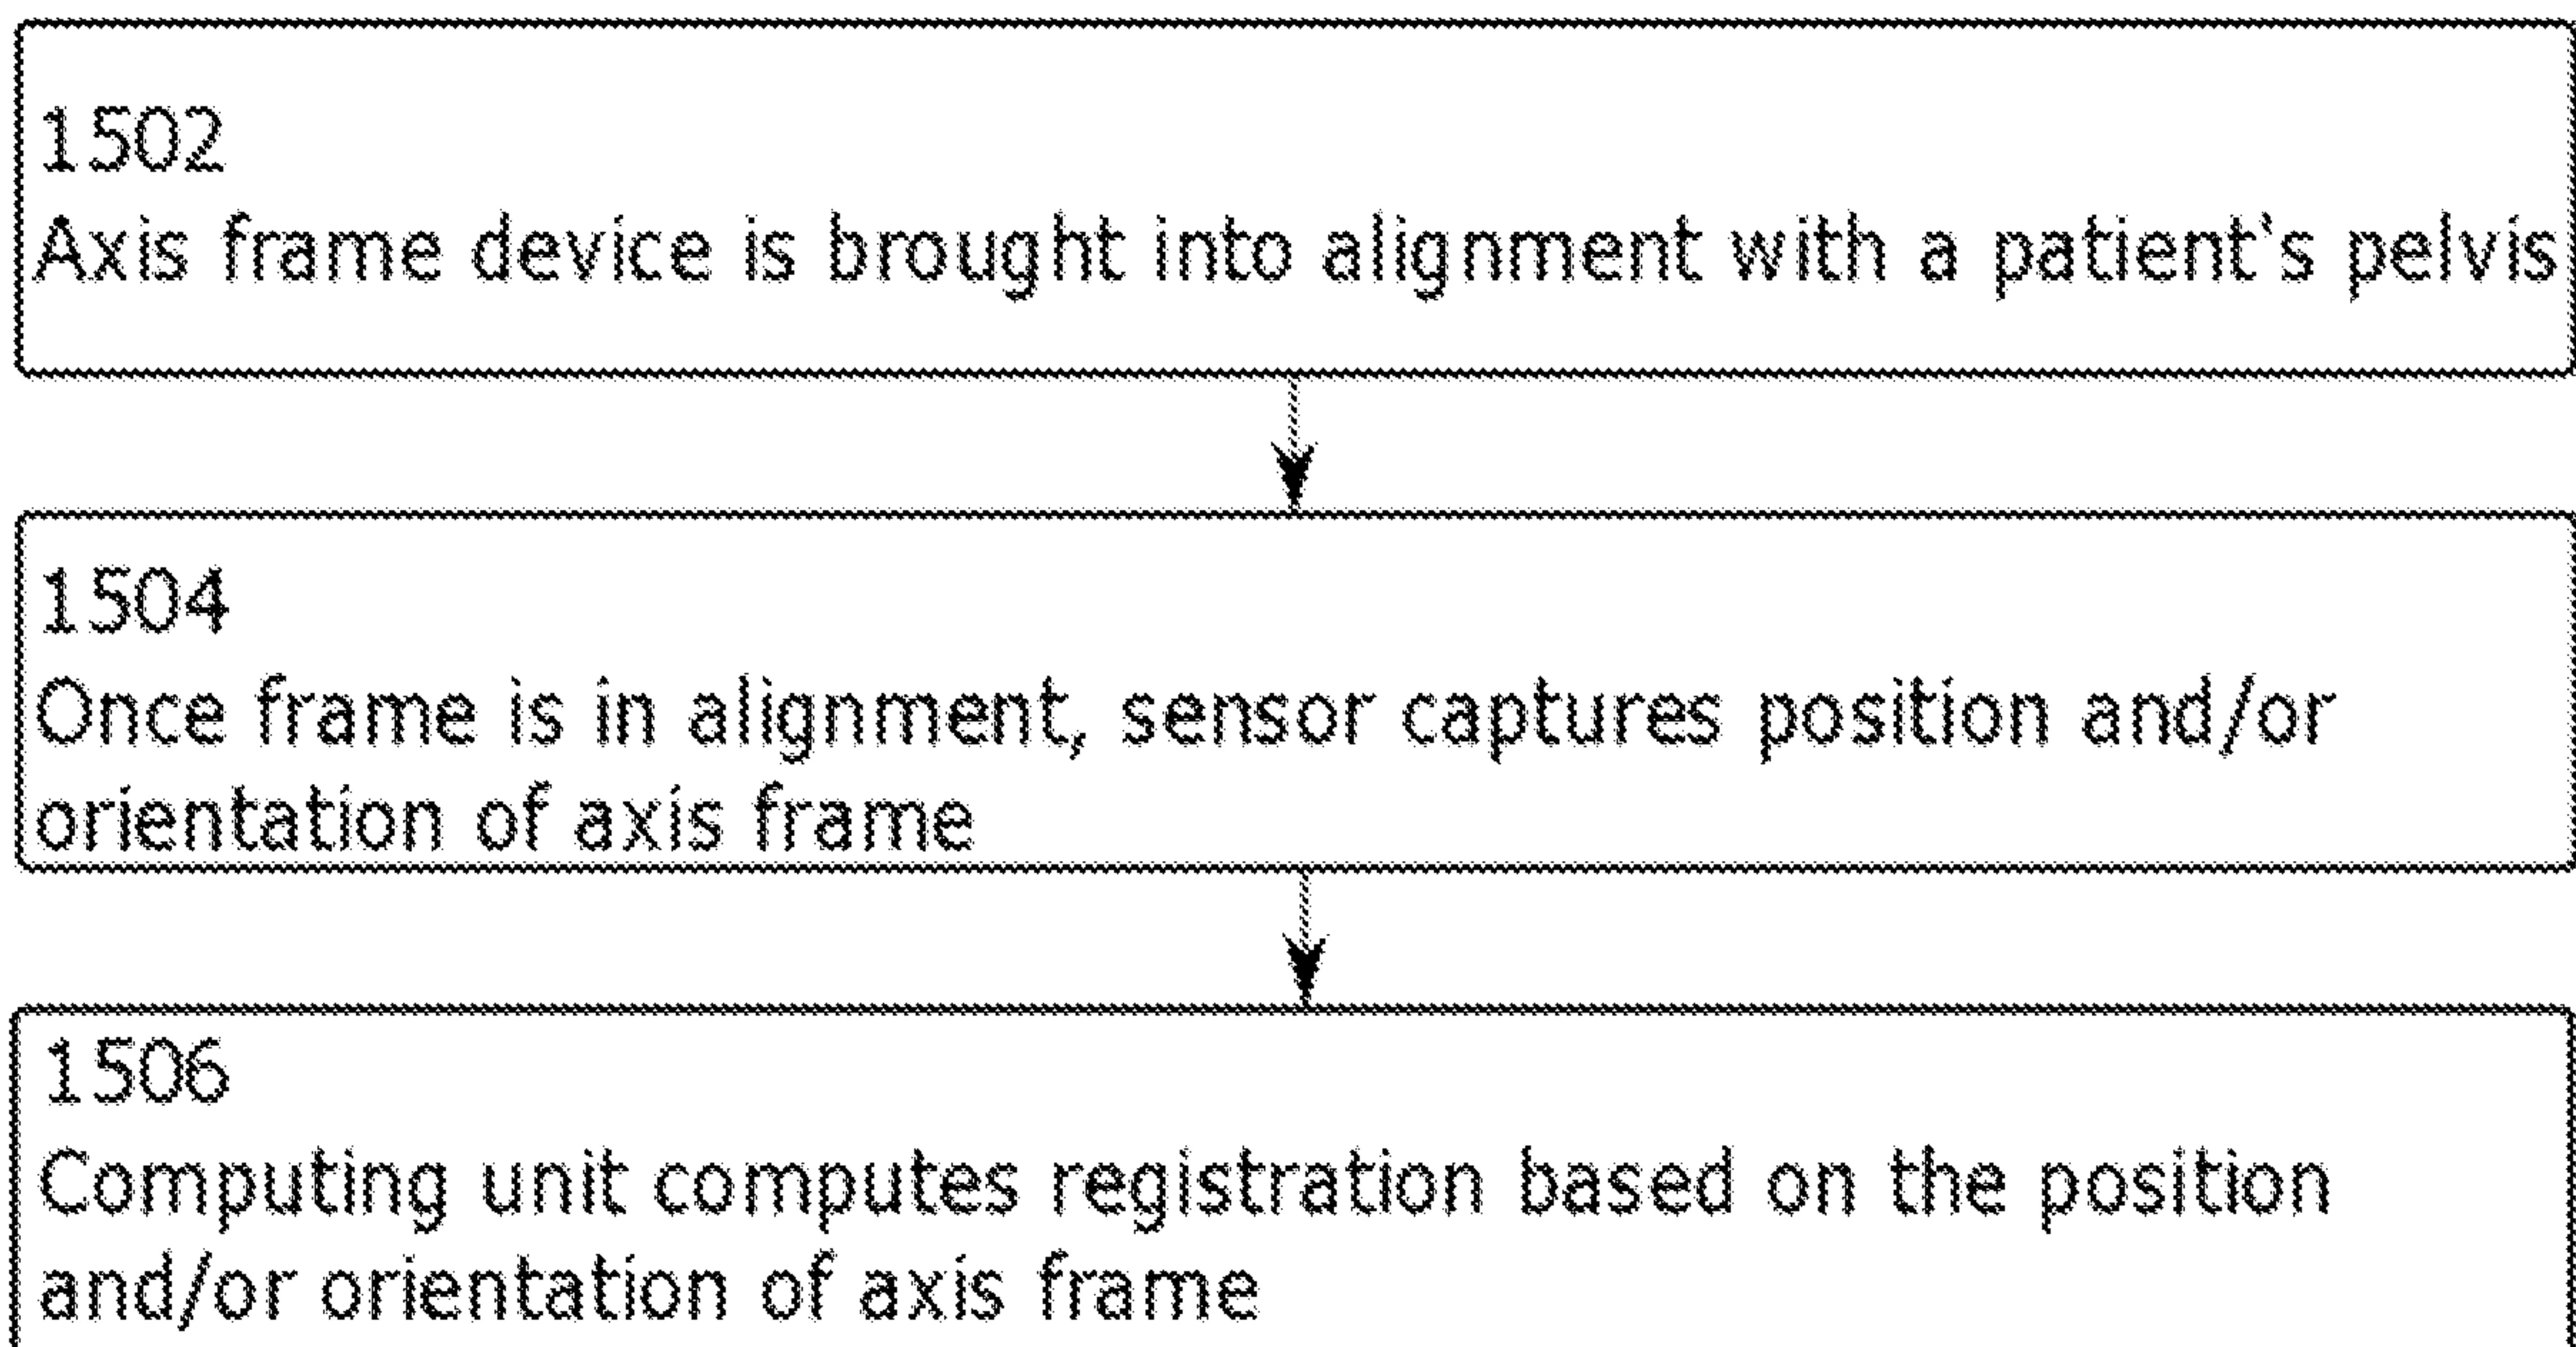 1502
Axis frame device is brought into alignment with a patient's pelvis
1504
Once frame is in alignment, sensor captures position and/or
orientation of axis frame
1506
Computing unit computes registration based on the position
and/or orientation of axis frame